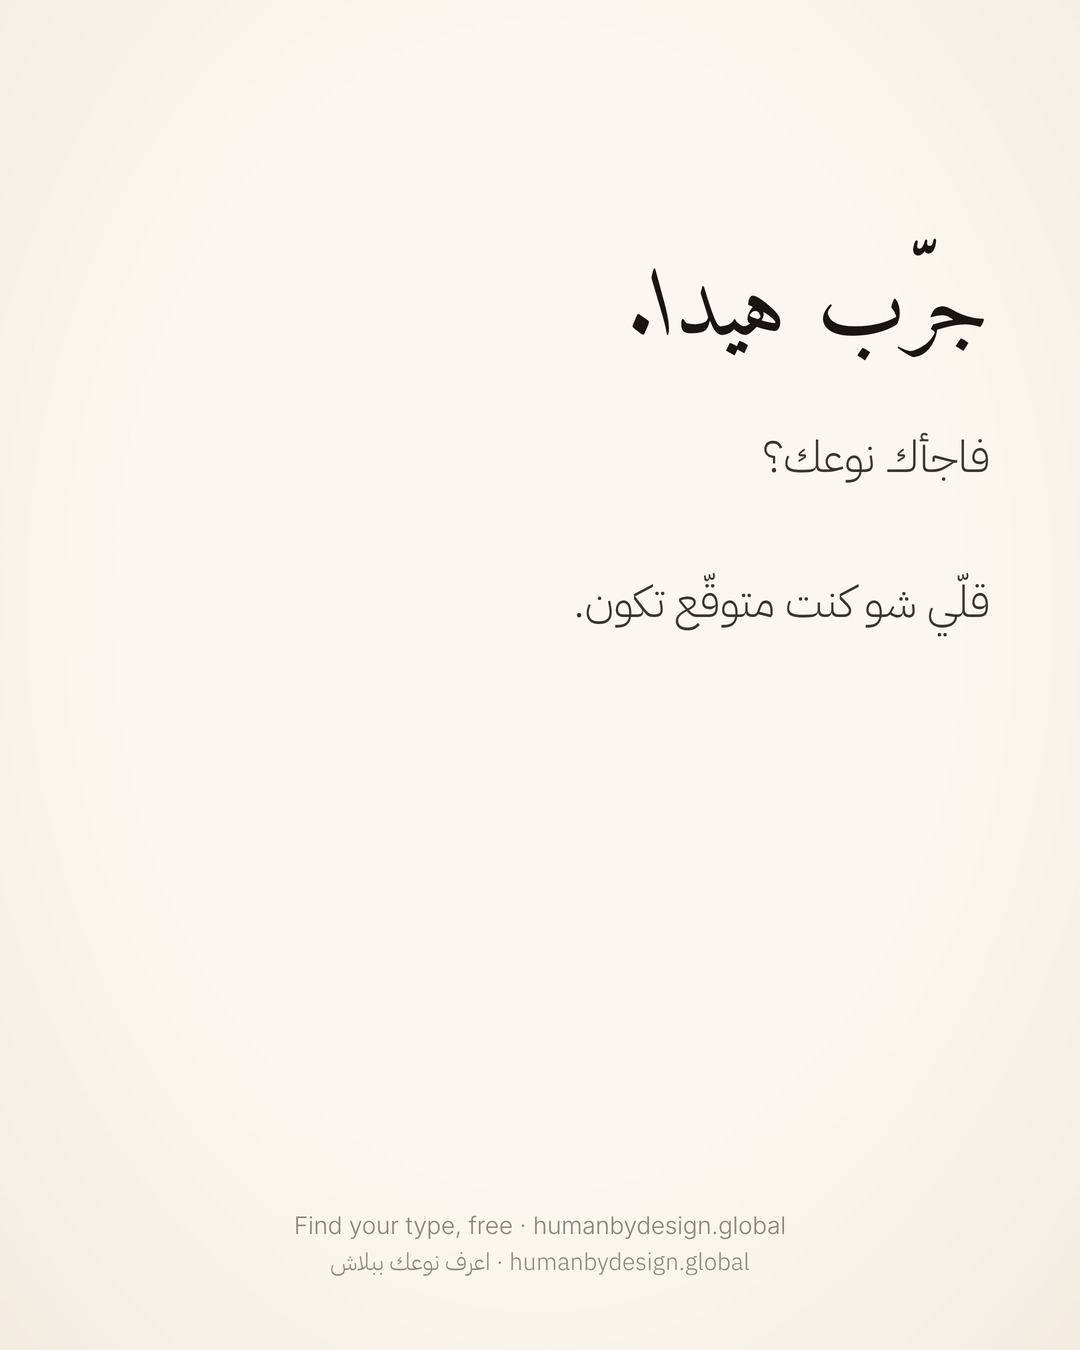 جرّب هيدا.
فاجأك نوعك؟
قلّي شو كنت متوقّع تكون.
Find your type, free · humanbydesign.global
اعرف نوعك ببلاش · humanbydesign.global